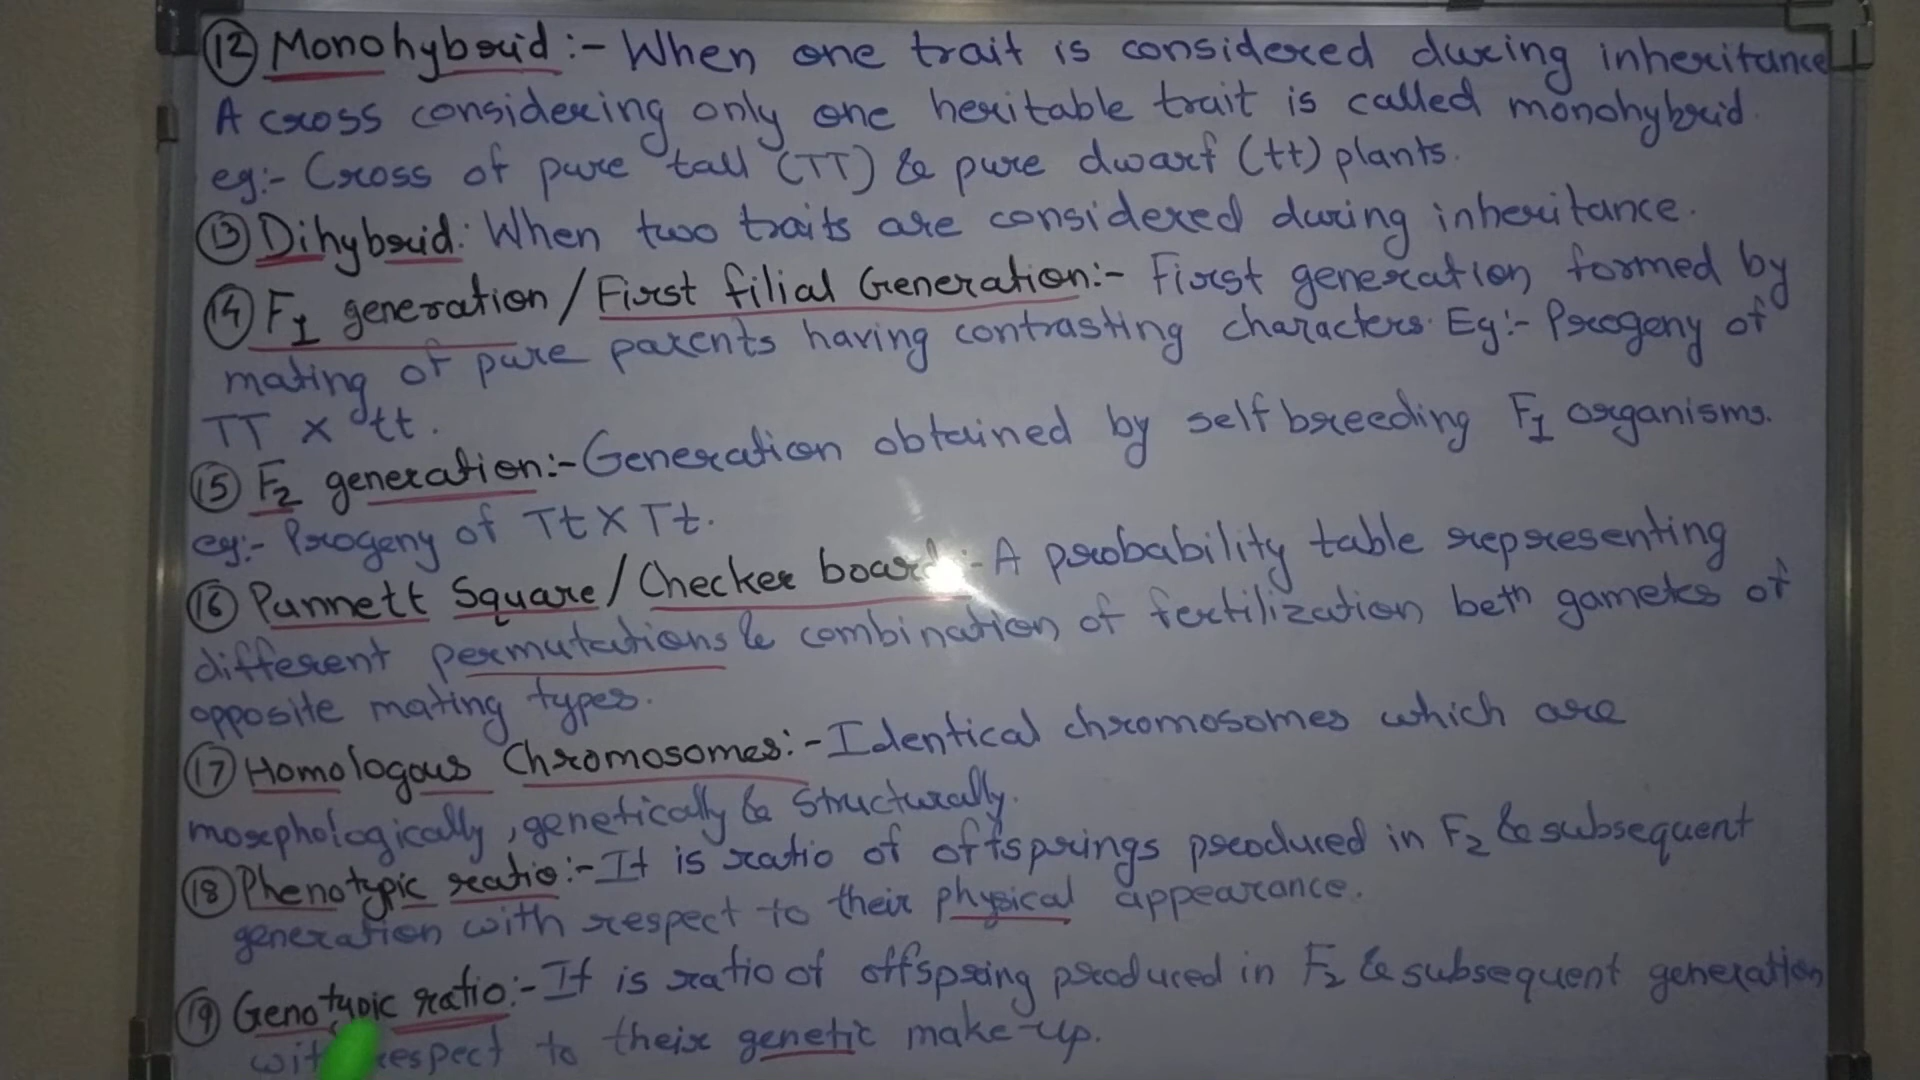 ⑫ Monohybrid :- When one trait is considered during inheritance
A cross considering only one heritable trait is called monohybrid.
eg:- Cross of pure tall (TT) & pure dwarf (tt) plants.
⑬ Dihybrid: When two traits are considered during inheritance.
⑭ F1 generation / First filial Generation:- First generation formed by
mating of pure parents having contrasting characters. Eg:- Progeny of
TT x tt.
⑮ F2 generation:- Generation obtained by selfbreeding F1 organisms.
eg:- Progeny of Tt X Tt.
⑯ Punnett Square / Checker board :- A probability table representing
different permutations & combination of fertilization betn gametes of
opposite mating types.
⑰ Homologous Chromosomes:- Identical chromosomes which are
morphologically, genetically & structurally.
⑱ Phenotypic ratio:- It is ratio of offsprings produced in F2 & subsequent
generation with respect to their physical appearance.
⑲ Genotypic ratio:- It is ratio of offspring produced in F2 & subsequent generation
with respect to their genetic make-up.